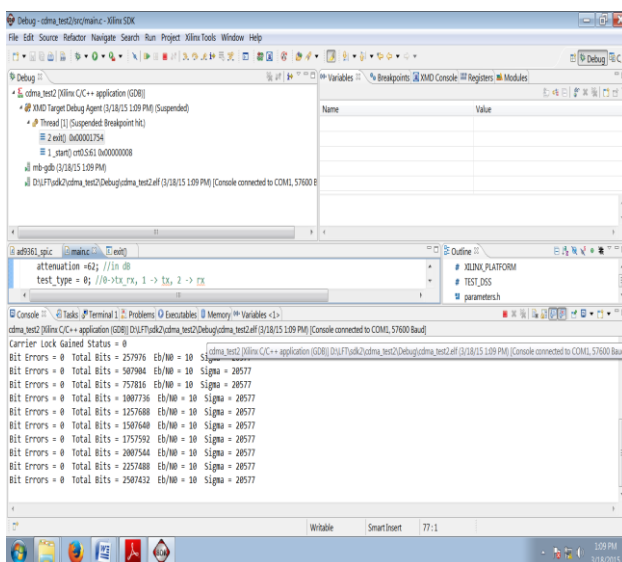 Debug - cdma_test2/src/main.c - Xilinx SDK
File Edit Source Refactor Navigate Search Run Project Xilinx Tools Window Help
Debug
Debug
Variables Breakpoints XMD Console Registers Modules
cdma_test2 [Xilinx C/C++ application (GDB)]
XMD Target Debug Agent (3/18/15 1:09 PM) (Suspended)
Thread [1] (Suspended: Breakpoint hit.)
2 exit() 0x00001754
1 _start() crt0.S:61 0x00000008
mb-gdb (3/18/15 1:09 PM)
D:\LFT\sdk2\cdma_test2\Debug\cdma_test2.elf (3/18/15 1:09 PM) [Console connected to COM1, 57600 B
Name Value
ad9361_spi.c main.c exit()
attenuation =62; //in dB
test_type = 0; //0->tx_rx, 1 -> tx, 2 -> rx
Outline
XILINX_PLATFORM
TEST_DSS
parameters.h
Console Tasks Terminal 1 Problems Executables Memory Variables <1>
cdma_test2 [Xilinx C/C++ application (GDB)] D:\LFT\sdk2\cdma_test2\Debug\cdma_test2.elf (3/18/15 1:09 PM) [Console connected to COM1, 57600 Baud]
Carrier Lock Gained Status = 0
cdma_test2 [Xilinx C/C++ application (GDB)] D:\LFT\sdk2\cdma_test2\Debug\cdma_test2.elf (3/18/15 1:09 PM) [Console connected to COM1, 57600 Bau
Bit Errors = 0 Total Bits = 257976 Eb/N0 = 10 Sigma = 20577
Bit Errors = 0 Total Bits = 507904 Eb/N0 = 10 Sigma = 20577
Bit Errors = 0 Total Bits = 757816 Eb/N0 = 10 Sigma = 20577
Bit Errors = 0 Total Bits = 1007736 Eb/N0 = 10 Sigma = 20577
Bit Errors = 0 Total Bits = 1257688 Eb/N0 = 10 Sigma = 20577
Bit Errors = 0 Total Bits = 1507640 Eb/N0 = 10 Sigma = 20577
Bit Errors = 0 Total Bits = 1757592 Eb/N0 = 10 Sigma = 20577
Bit Errors = 0 Total Bits = 2007544 Eb/N0 = 10 Sigma = 20577
Bit Errors = 0 Total Bits = 2257488 Eb/N0 = 10 Sigma = 20577
Bit Errors = 0 Total Bits = 2507432 Eb/N0 = 10 Sigma = 20577
Writable Smart Insert 77:1
1:09 PM
3/18/2015